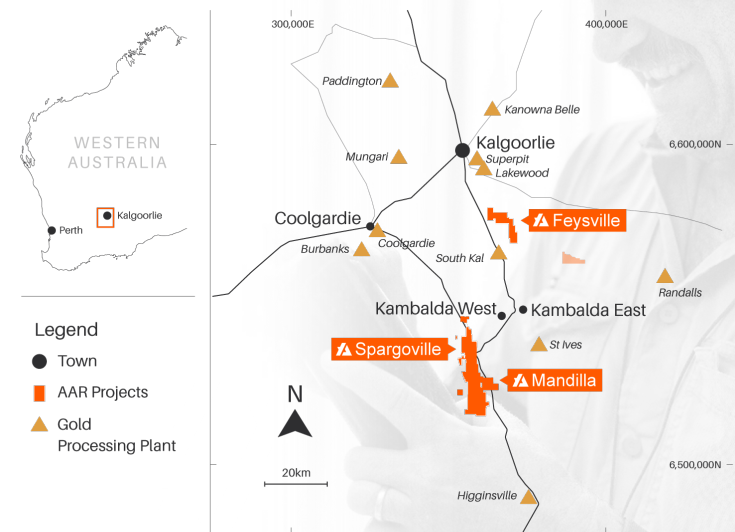 300,000E
400,000E
Paddington
Kanowna Belle
WESTERN
AUSTRALIA
Kalgoorlie
6,600,000N
Mungari
Superpit
Lakewood
Kalgoorlie
Coolgardie
Feysville
Perth
Coolgardie
Burbanks
South Kal
Randalls
Kambalda West
Kambalda East
Legend
Spargoville
St Ives
Town
Mandilla
AAR Projects
N
Gold
Processing Plant
6,500,000N
20km
Higginsville